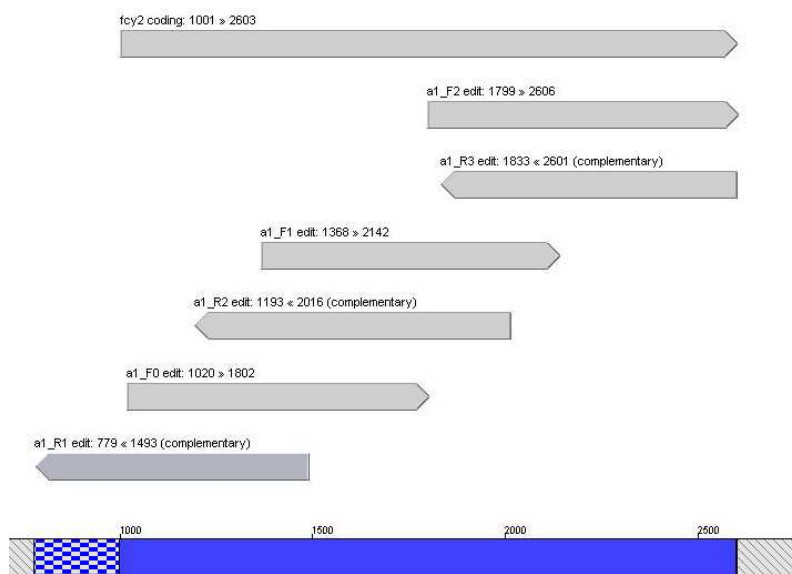 fcy2 coding: 1001 » 2603
a1_F2 edit: 1799 » 2606
a1_R3 edit: 1833 « 2601 (complementary)
a1_F1 edit: 1368 » 2142
a1_R2 edit: 1193 « 2016 (complementary)
a1_F0 edit: 1020 » 1802
a1_R1 edit: 779 « 1493 (complementary)
1000 1500 2000 2500